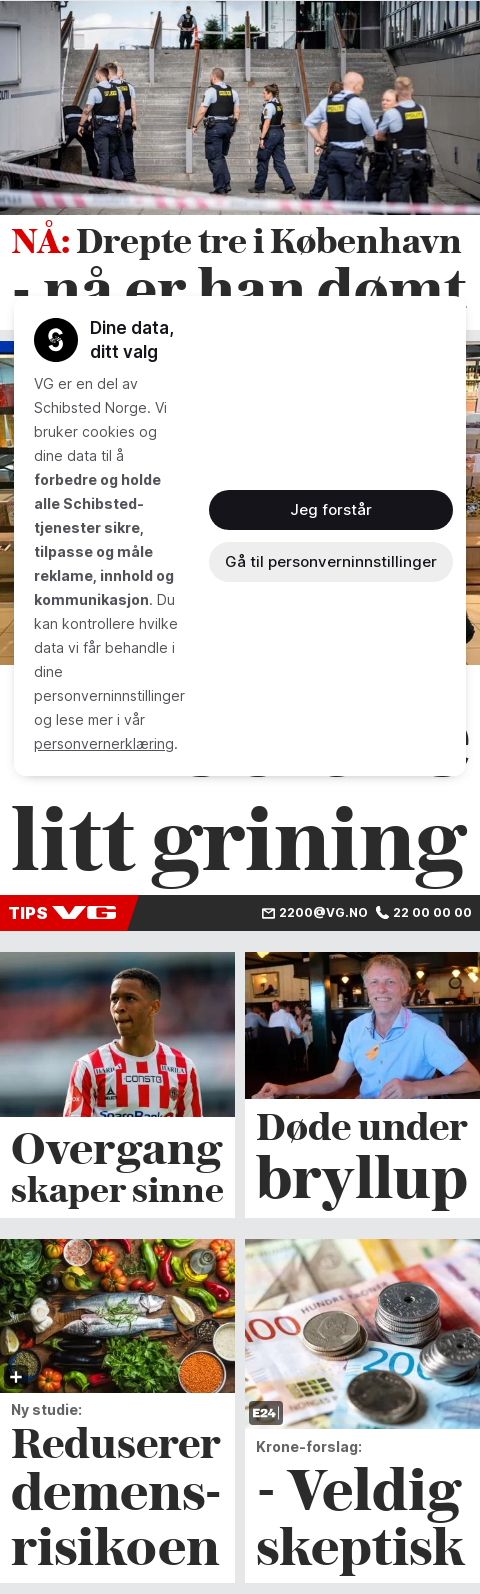 NÅ: Drepte tre i København
- nå er han dømt
Dine data,
ditt valg
VG er en del av
Schibsted Norge. Vi
bruker cookies og
dine data til å
forbedre og holde
alle Schibsted-
tjenester sikre,
tilpasse og måle
reklame, innhold og
kommunikasjon. Du
kan kontrollere hvilke
data vi får behandle i
dine
personverninnstillinger
og lese mer i vår
personvernerklæring.
Jeg forstår
Gå til personverninnstillinger
litt grining
TIPS VG
2200@VG.NO 22 00 00 00
Overgang
skaper sinne
Døde under
bryllup
Ny studie:
Reduserer
demens-
risikoen
E24
Krone-forslag:
- Veldig
skeptisk